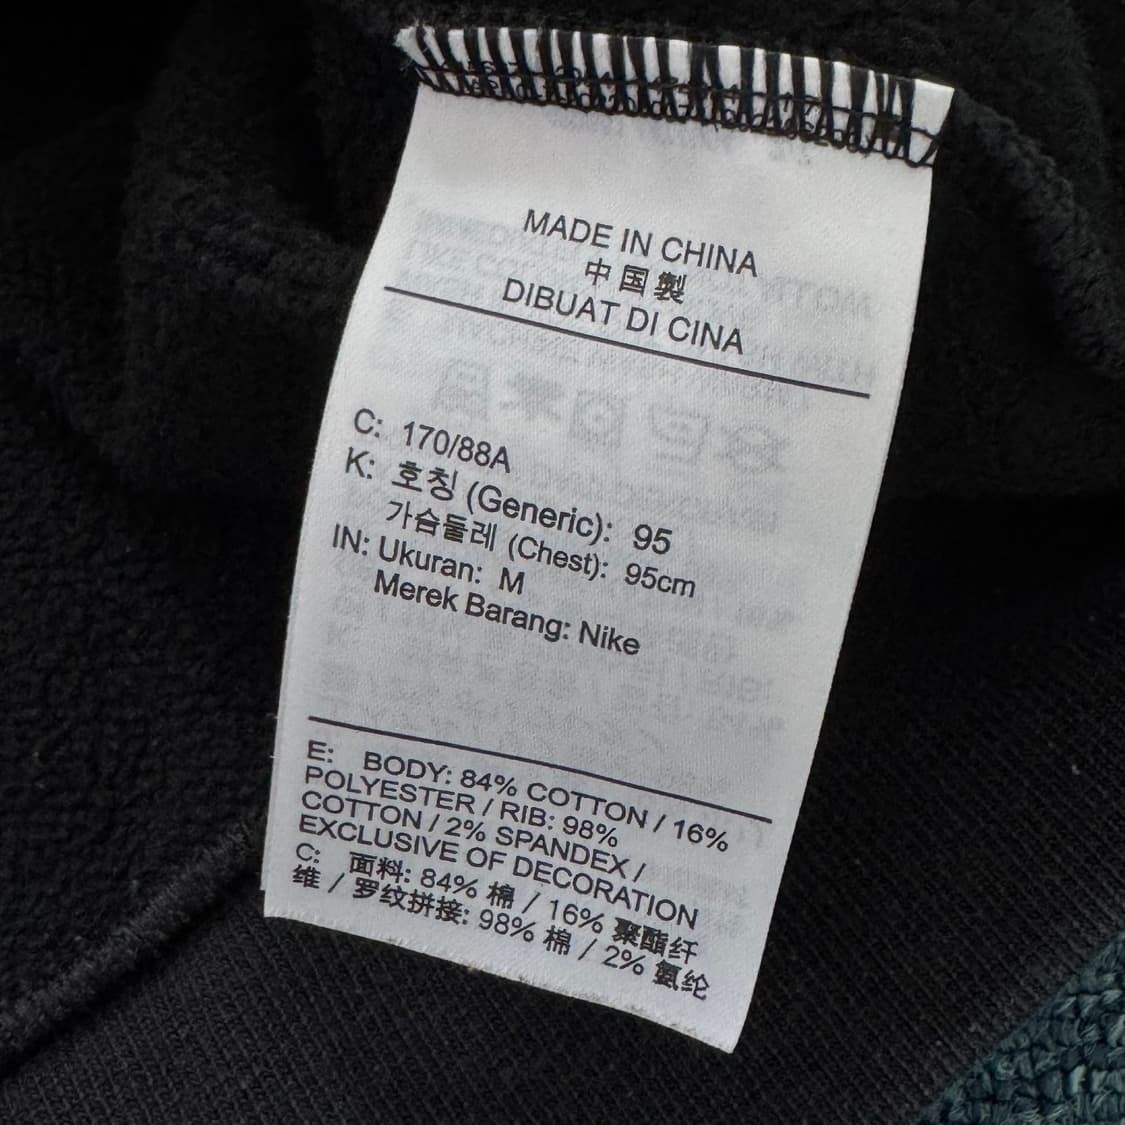 MADE IN CHINA
中国製
DIBUAT DI CINA
C: 170/88A
K: 호칭 (Generic): 95
가슴둘레 (Chest): 95cm
IN: Ukuran: M
Merek Barang: Nike
E: BODY: 84% COTTON / 16%
POLYESTER / RIB: 98%
COTTON / 2% SPANDEX /
EXCLUSIVE OF DECORATION
C: 面料: 84% 棉 / 16% 聚酯纤
维 / 罗纹拼接: 98% 棉 / 2% 氨纶